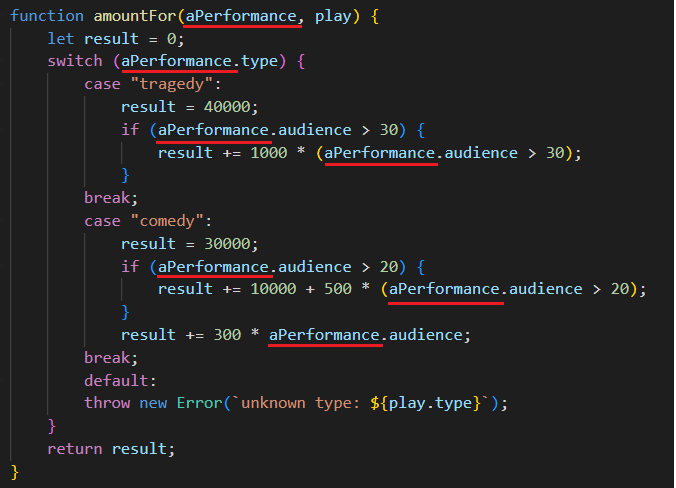 function amountFor(aPerformance, play) {
let result = 0;
switch (aPerformance.type) {
case "tragedy":
result = 40000;
if (aPerformance.audience > 30) {
result += 1000 * (aPerformance.audience > 30);
}
break;
case "comedy":
result = 30000;
if (aPerformance.audience > 20) {
result += 10000 + 500 * (aPerformance.audience > 20);
}
result += 300 * aPerformance.audience;
break;
default:
throw new Error(`unknown type: ${play.type}`);
}
return result;
}